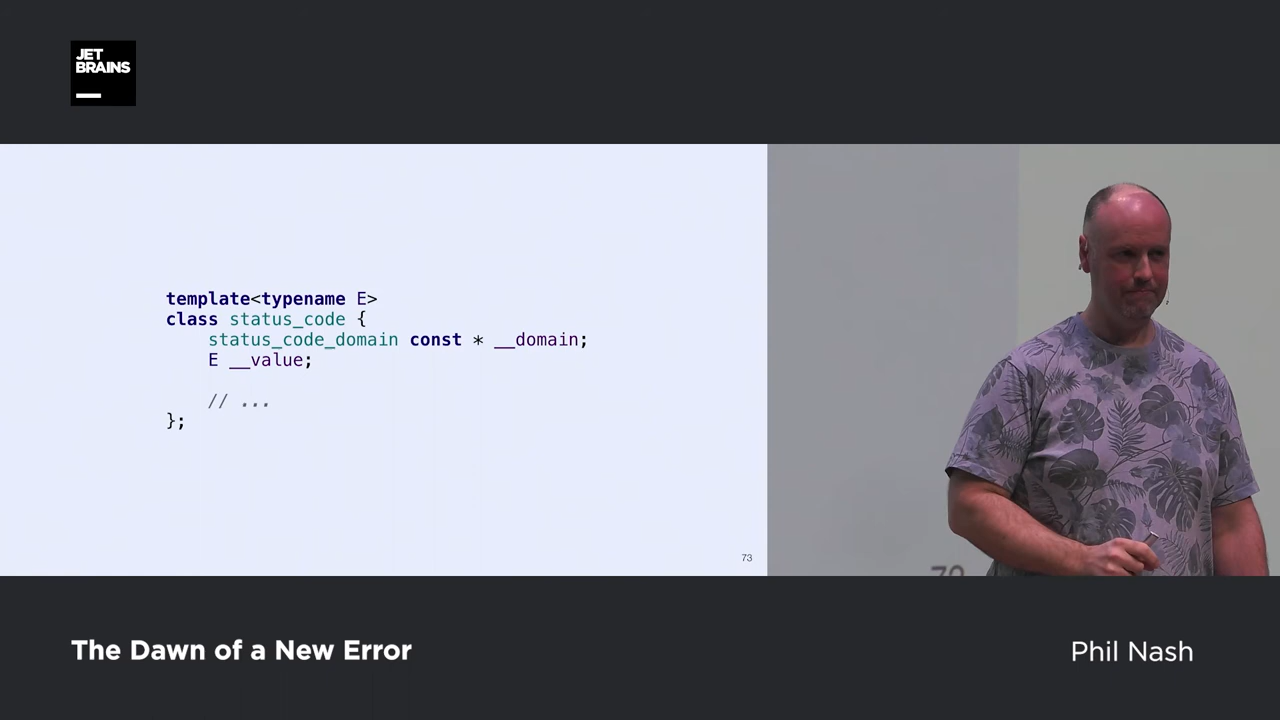 JET
BRAINS
template<typename E>
class status_code {
    status_code_domain const * __domain;
    E __value;

    // ...
};
73
The Dawn of a New Error
Phil Nash